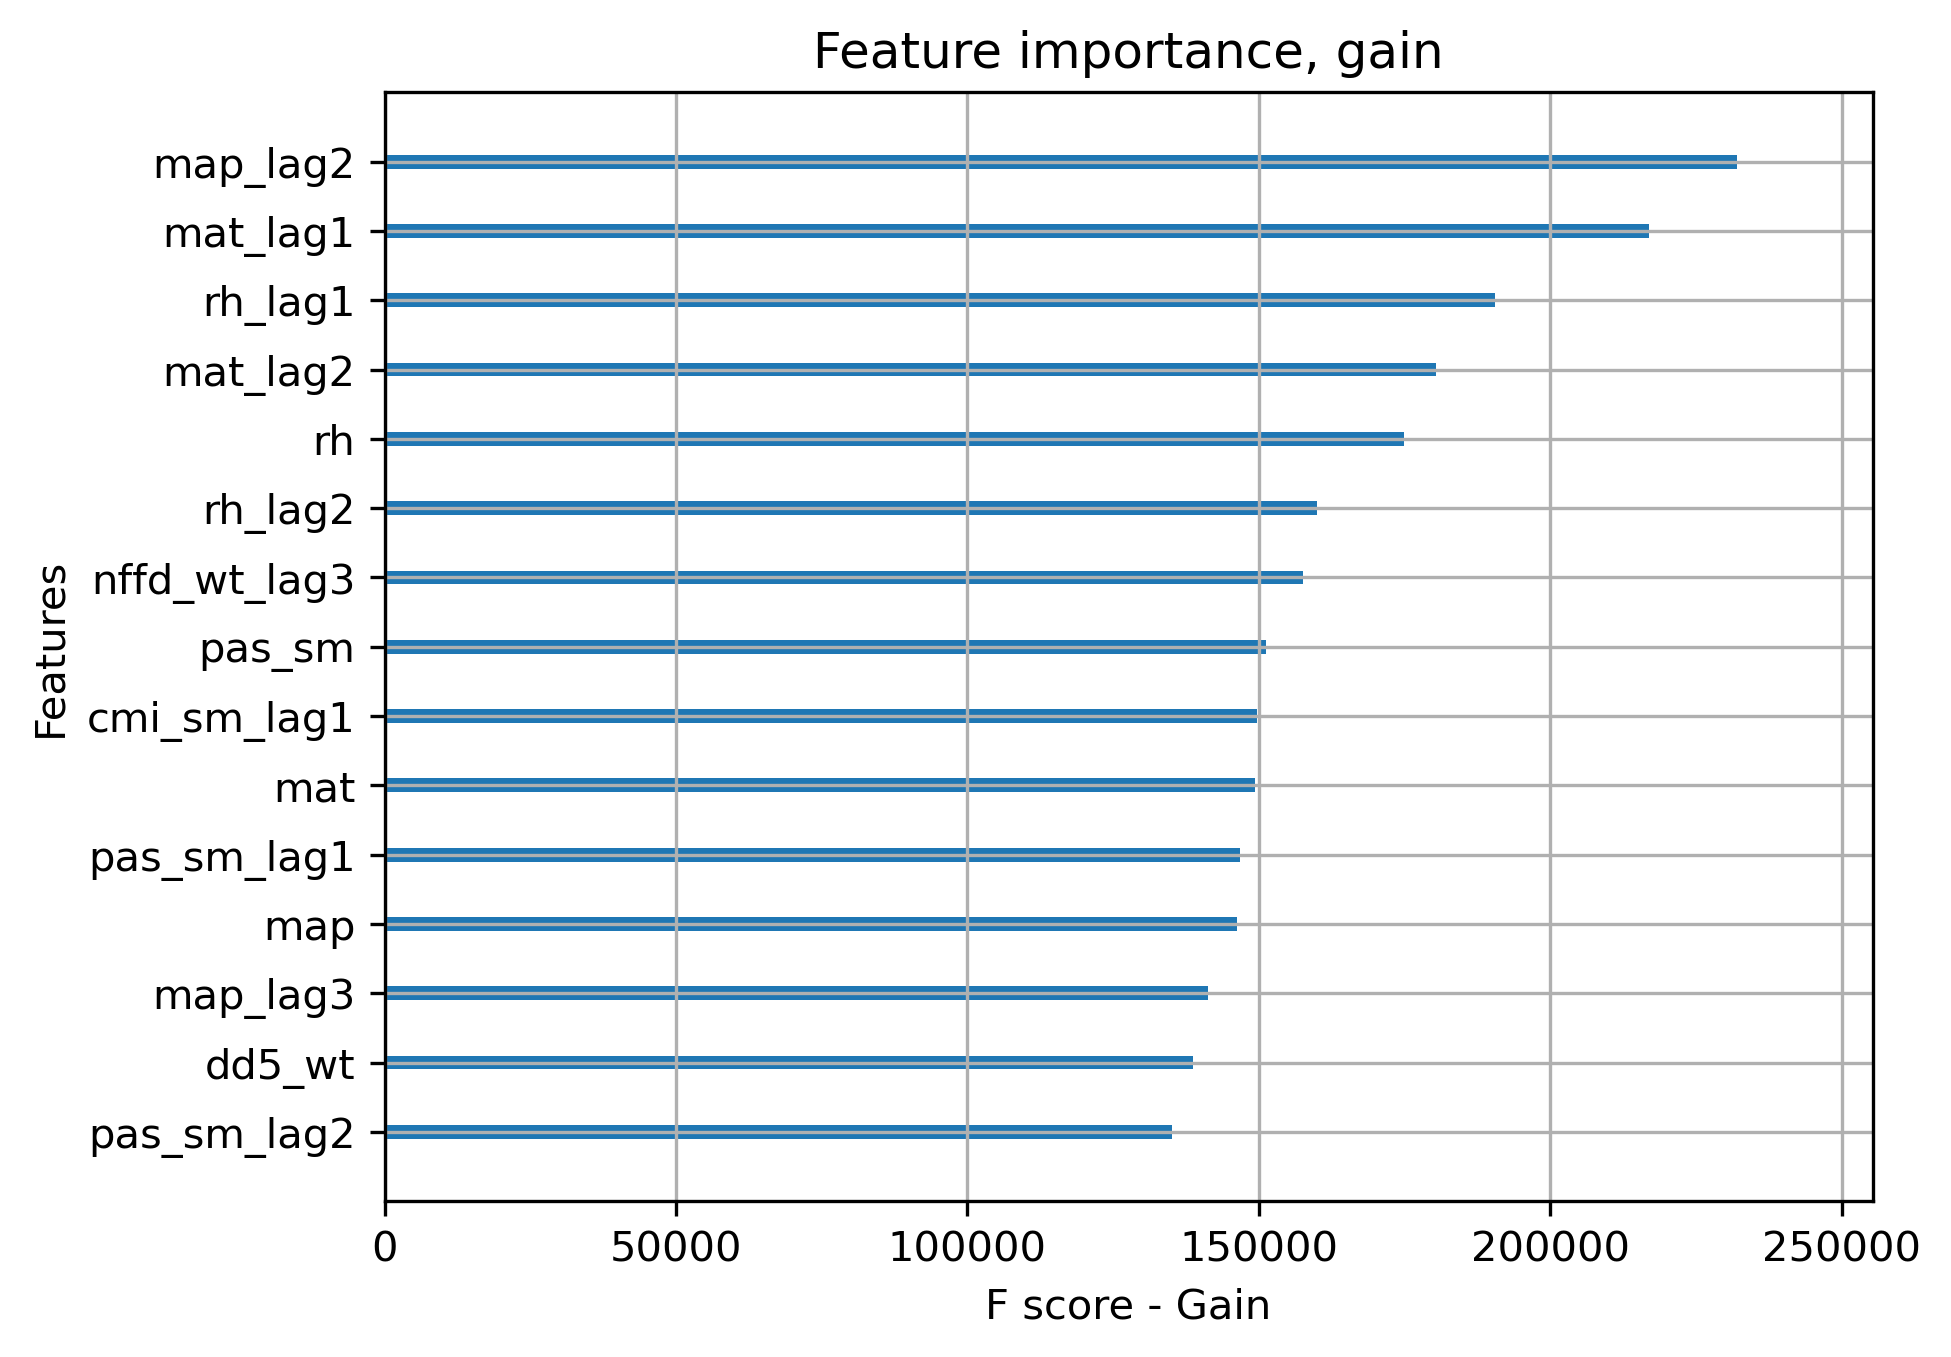 Feature importance, gain
map_lag2
mat_lag1
rh_lag1
mat_lag2
rh
rh_lag2
nffd_wt_lag3
pas_sm
cmi_sm_lag1
mat
pas_sm_lag1
map
map_lag3
dd5_wt
pas_sm_lag2
Features
0 50000 100000 150000 200000 250000
F score - Gain